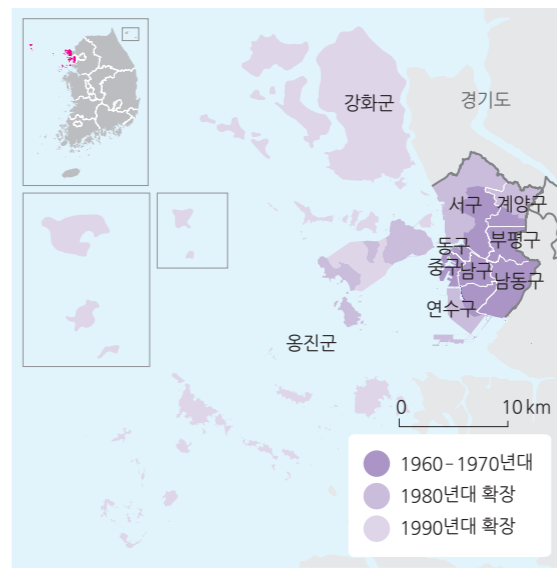 강화군
경기도
서구
계양구
동구
부평구
중구
남구
남동구
연수구
옹진군
0 10 km
1960-1970년대
1980년대 확장
1990년대 확장